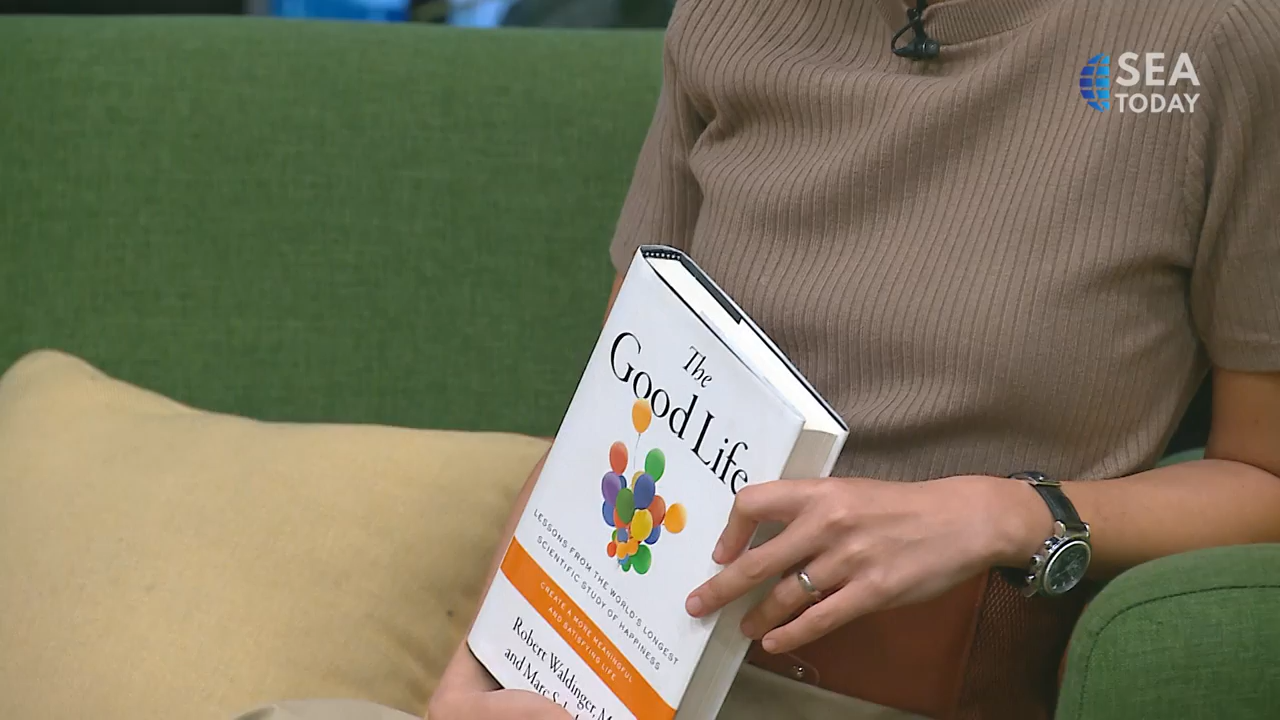 SEA
TODAY
The
Good Life
LESSONS FROM THE WORLD'S LONGEST
SCIENTIFIC STUDY OF HAPPINESS
CREATE A MORE MEANINGFUL
AND SATISFYING LIFE
Robert Waldinger, M
and Marc